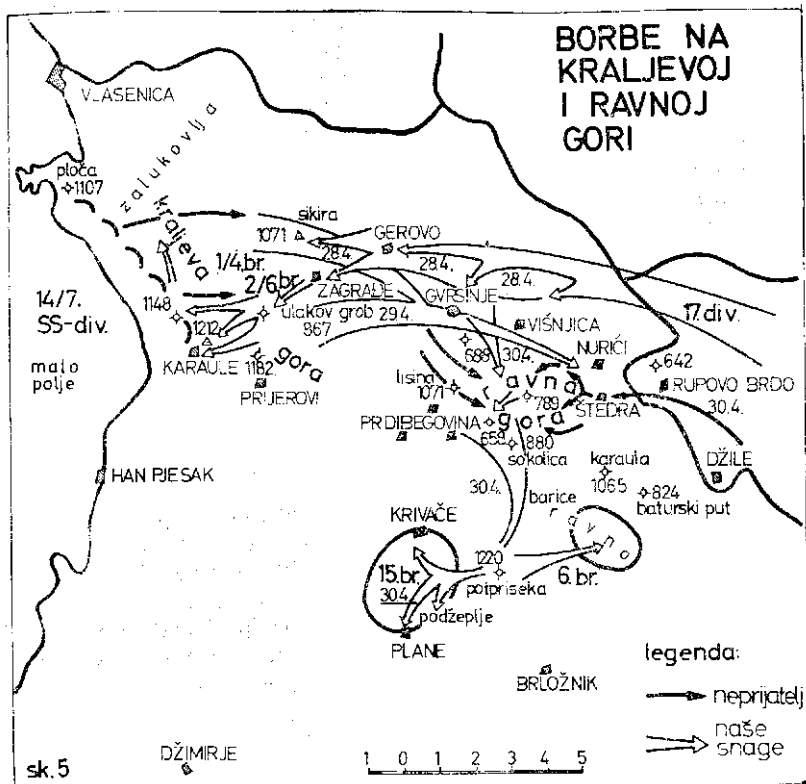 BORBE NA
KRALJEVOJ
I RAVNOJ
GORI
VLASENICA
zalukovlja
ploča
1107
kraljeva
sikira
1071
GEROVO
28.4.
28.4.
28.4.
1/4.br.
2/6.br.
ZAGRAĐE
GVRSINJE
17.div.
14/7.
SS-div.
1148
ulakov grob
867
29.4.
VIŠNJICA
1212
689
30.4.
NURIĆI
642
malo
polje
KARAULE
1182
gora
PRIJEROVI
lisina
1071
ravna
gora
789
ŠTEDRA
RUPOVO BRDO
30.4.
PRDIBEGOVINA
659
880
sokolica
karaula
1065
DŽILE
HAN PJESAK
30.4.
barice
824
baturski put
ravno
KRIVAČE
1220
potpriseka
15.br.
30.4.
6.br.
podžeplje
PLANE
BRLOŽNIK
legenda:
neprijatelj
naše
snage
sk.5
DŽIMIRJE
1 0 1 2 3 4 5